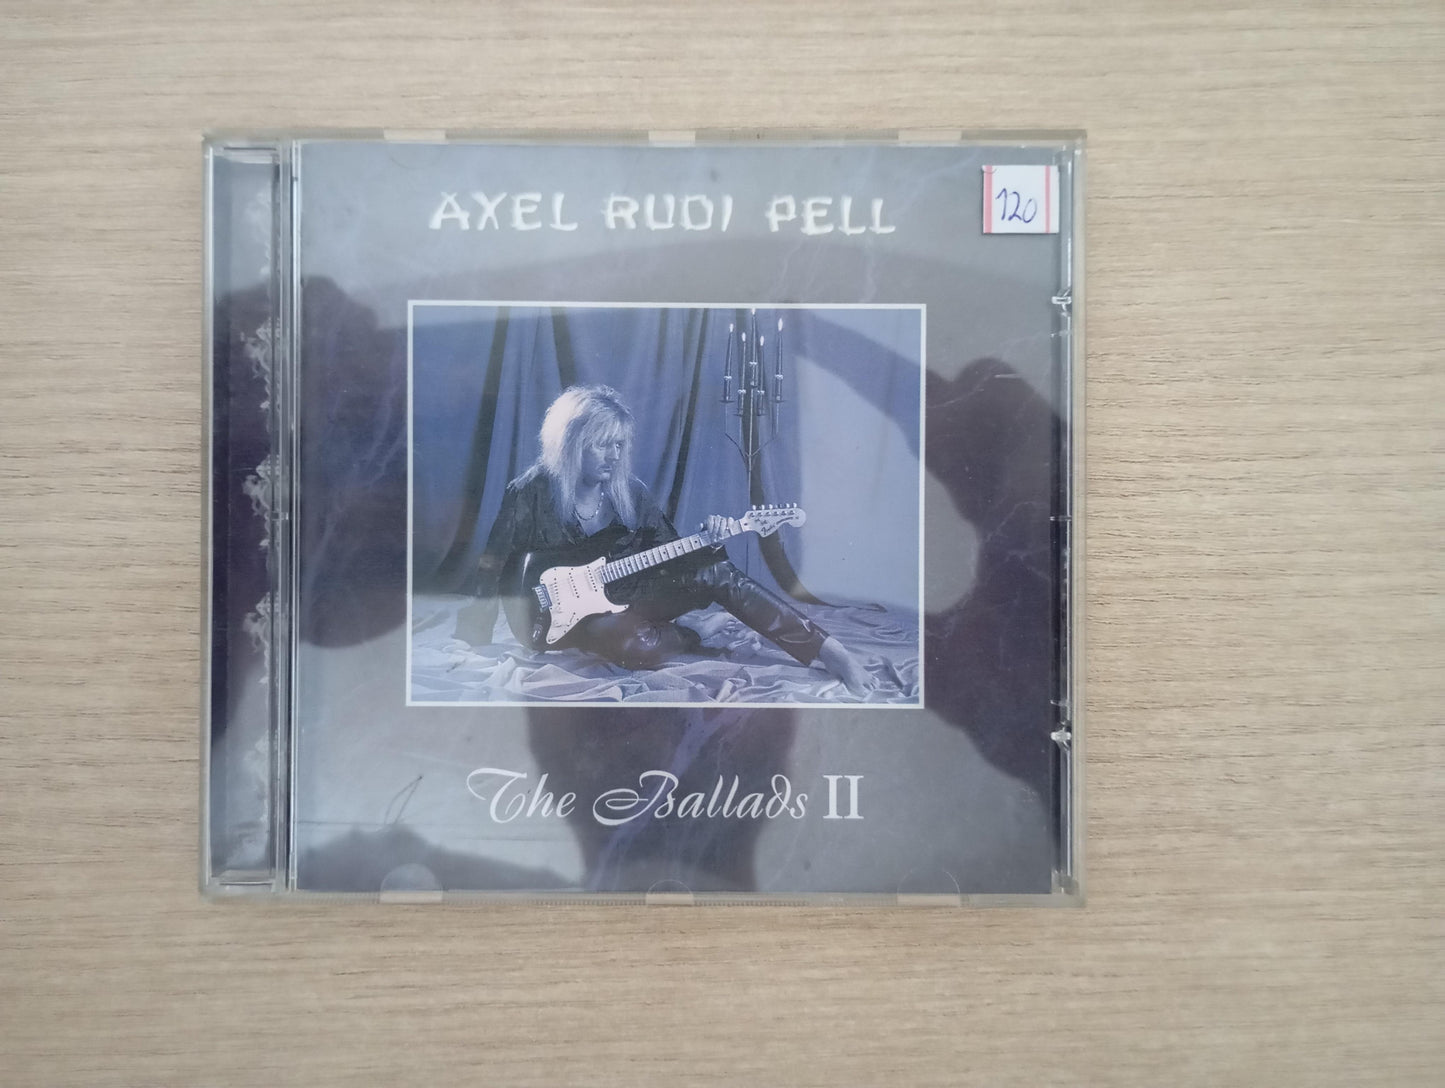 AXEL RUDI PELL
120
The Ballads II